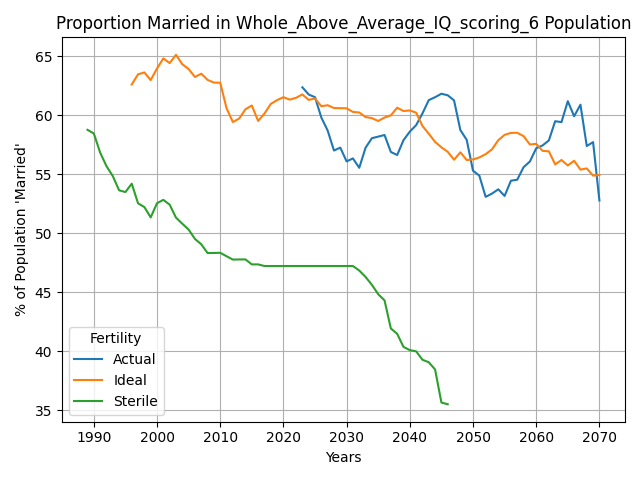 Proportion Married in Whole_Above_Average_IQ_scoring_6 Population
% of Population 'Married'
65
60
55
50
45
40
35
Fertility
Actual
Ideal
Sterile
1990 2000 2010 2020 2030 2040 2050 2060 2070
Years